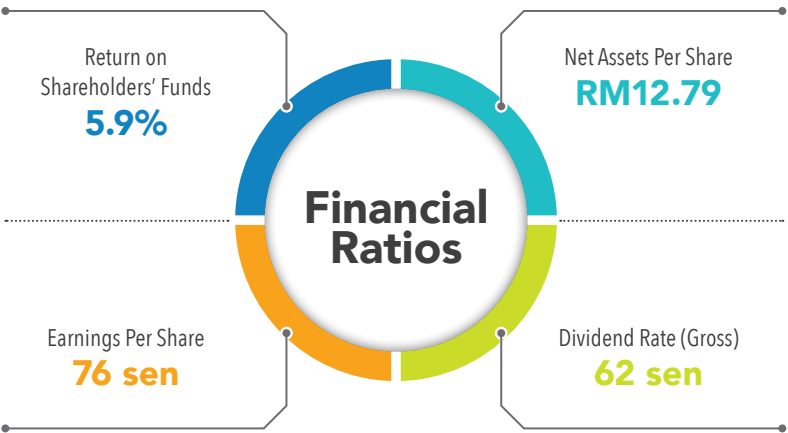 Return on
Shareholders’ Funds
5.9%
Net Assets Per Share
RM12.79
Financial
Ratios
Earnings Per Share
76 sen
Dividend Rate (Gross)
62 sen